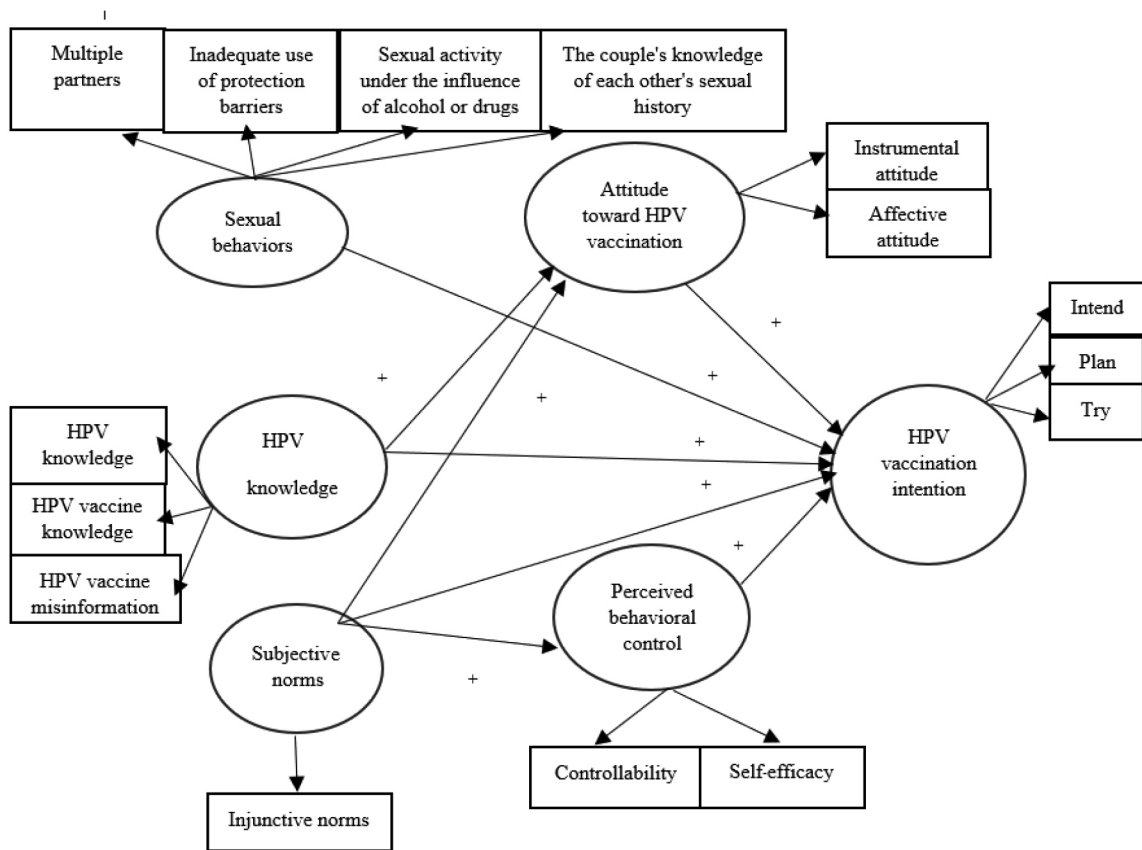 Multiple
partners
Inadequate use
of protection
barriers
Sexual activity
under the influence
of alcohol or drugs
The couple's knowledge
of each other's sexual
history
Sexual
behaviors
Attitude
toward HPV
vaccination
Instrumental
attitude
Affective
attitude
+
+
+
+
Intend
Plan
Try
HPV
knowledge
HPV vaccine
knowledge
HPV vaccine
misinformation
HPV
knowledge
+
+
HPV
vaccination
intention
+
Subjective
norms
Perceived
behavioral
control
+
Controllability
Self-efficacy
Injunctive norms